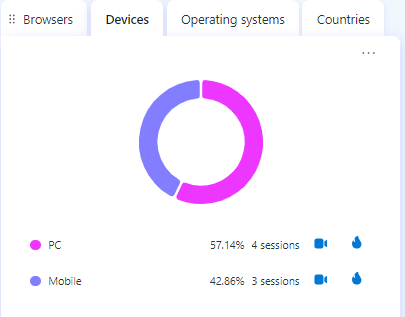 Browsers Devices Operating systems Countries
PC 57.14% 4 sessions
Mobile 42.86% 3 sessions